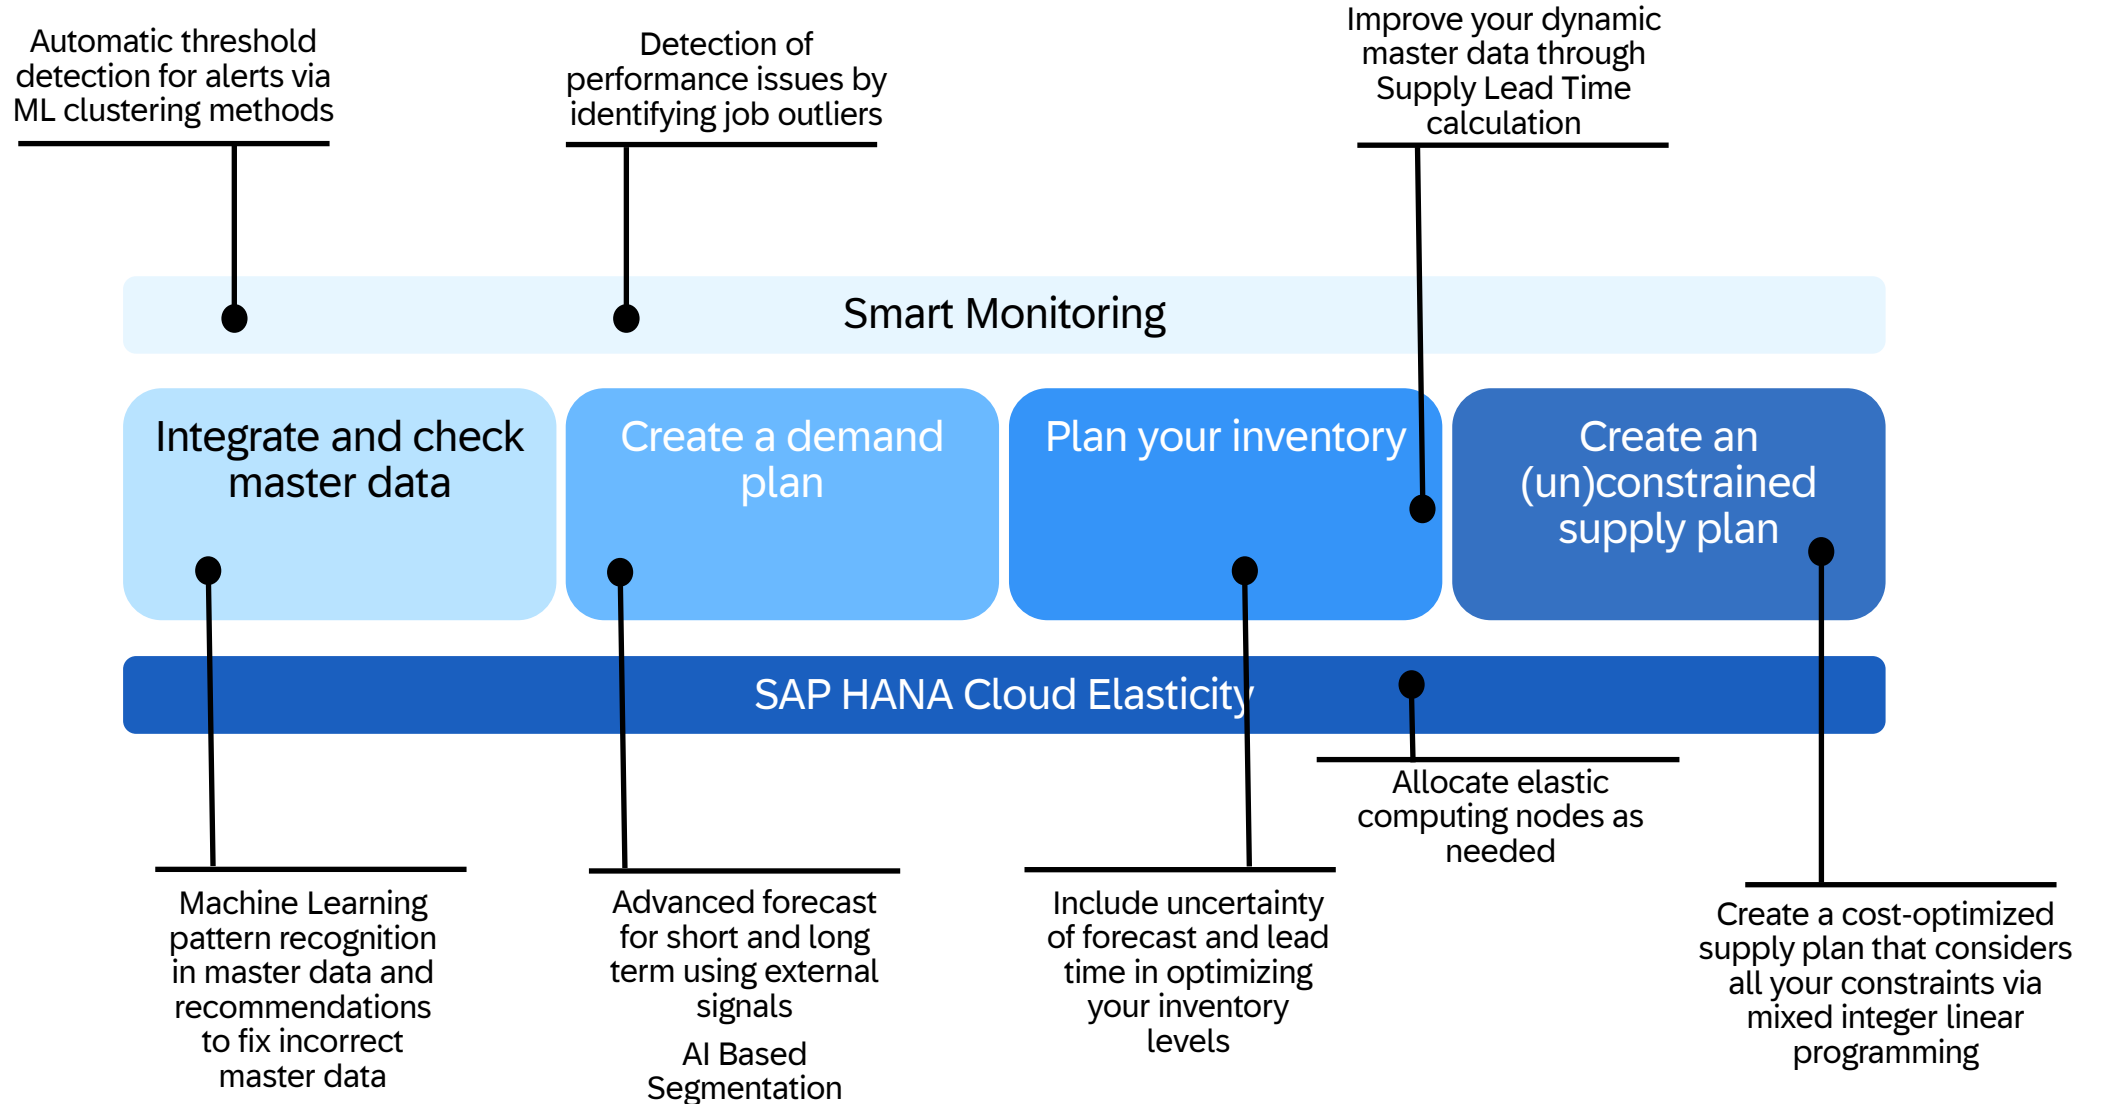 Automatic threshold
detection for alerts via
ML clustering methods
Detection of
performance issues by
identifying job outliers
Improve your dynamic
master data through
Supply Lead Time
calculation
Smart Monitoring
Integrate and check
master data
Create a demand
plan
Plan your inventory
Create an
(un)constrained
supply plan
SAP HANA Cloud Elasticity
Allocate elastic
computing nodes as
needed
Machine Learning
pattern recognition
in master data and
recommendations
to fix incorrect
master data
Advanced forecast
for short and long
term using external
signals
AI Based
Segmentation
Include uncertainty
of forecast and lead
time in optimizing
your inventory
levels
Create a cost-optimized
supply plan that considers
all your constraints via
mixed integer linear
programming